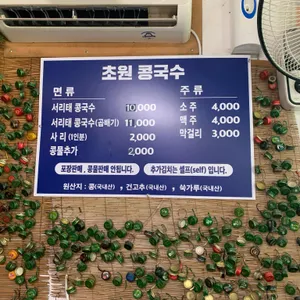 초원 콩국수
면 류
서리태 콩국수 10,000
서리태 콩국수(곱빼기) 11,000
사 리 (1인분) 2,000
콩물추가 2,000
주 류
소 주 4,000
맥 주 4,000
막걸리 3,000
포장판매, 콩물판매 안됩니다.
추가김치는 셀프(self) 입니다.
원산지 : 콩(국내산) , 건고추(국내산) , 쑥가루(국내산)